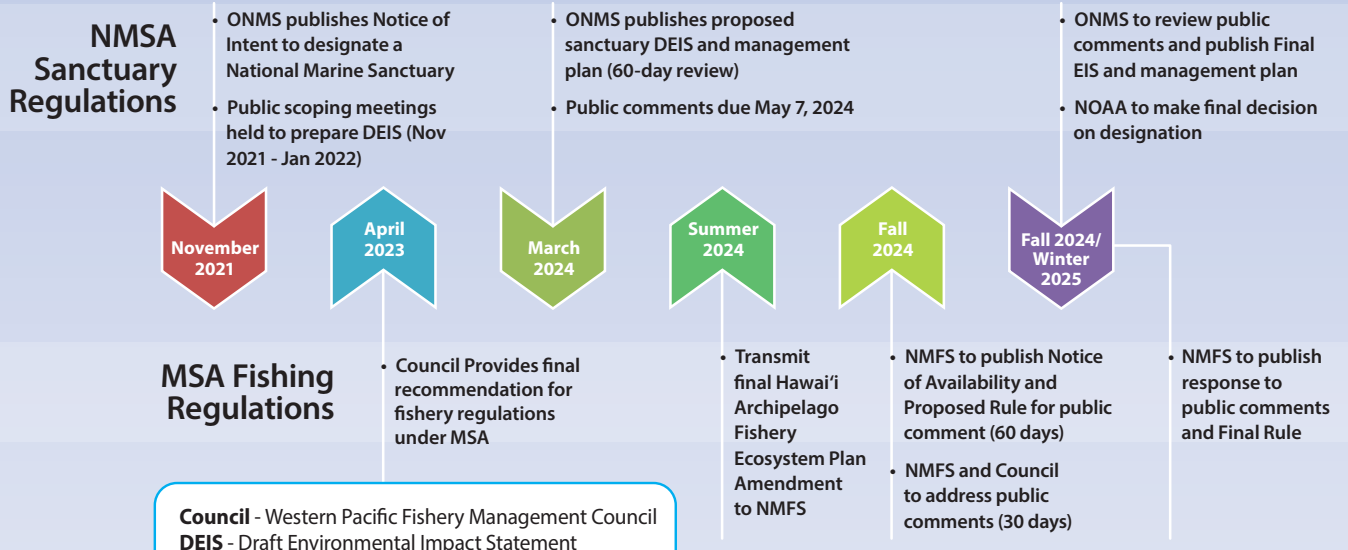 NMSA
Sanctuary
Regulations
• ONMS publishes Notice of
Intent to designate a
National Marine Sanctuary
• Public scoping meetings
held to prepare DEIS (Nov
2021 - Jan 2022)
• ONMS publishes proposed
sanctuary DEIS and management
plan (60-day review)
• Public comments due May 7, 2024
• ONMS to review public
comments and publish Final
EIS and management plan
• NOAA to make final decision
on designation
November
2021
April
2023
March
2024
Summer
2024
Fall
2024
Fall 2024/
Winter
2025
MSA Fishing
Regulations
• Council Provides final
recommendation for
fishery regulations
under MSA
• Transmit
final Hawaiʻi
Archipelago
Fishery
Ecosystem Plan
Amendment
to NMFS
• NMFS to publish Notice
of Availability and
Proposed Rule for public
comment (60 days)
• NMFS and Council
to address public
comments (30 days)
• NMFS to publish
response to
public comments
and Final Rule
Council - Western Pacific Fishery Management Council
DEIS - Draft Environmental Impact Statement